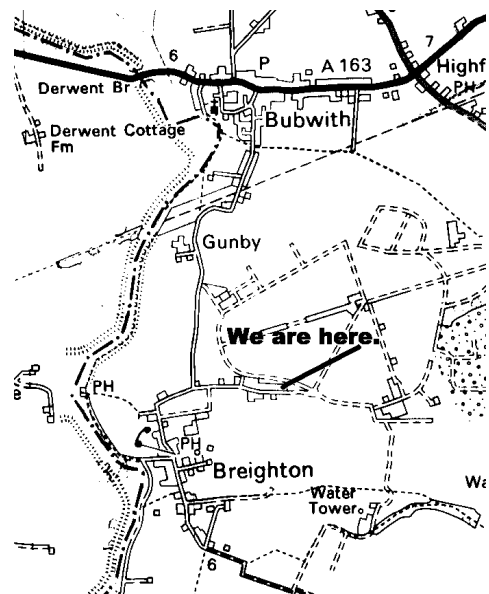 6
P
A 163
7
Highf
PH
Derwent Br
Derwent Cottage
Fm
Bubwith
Gunby
We are here.
PH
PH
Breighton
Water
Tower
Wa
6